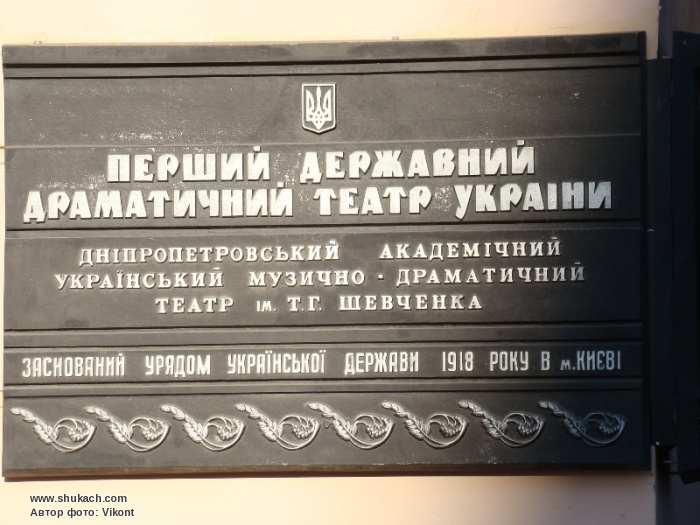 ПЕРШИЙ ДЕРЖАВНИЙ
ДРАМАТИЧНИЙ ТЕАТР УКРАІНИ
ДНІПРОПЕТРОВСЬКИЙ АКАДЕМІЧНИЙ
УКРАЇНСЬКИЙ МУЗИЧНО - ДРАМАТИЧНИЙ
ТЕАТР ІМ. Т.Г. ШЕВЧЕНКА
ЗАСНОВАНИЙ УРЯДОМ УКРАЇНСЬКОЇ ДЕРЖАВИ 1918 РОКУ В м.КИЄВІ
www.shukach.com
Автор фото: Vikont